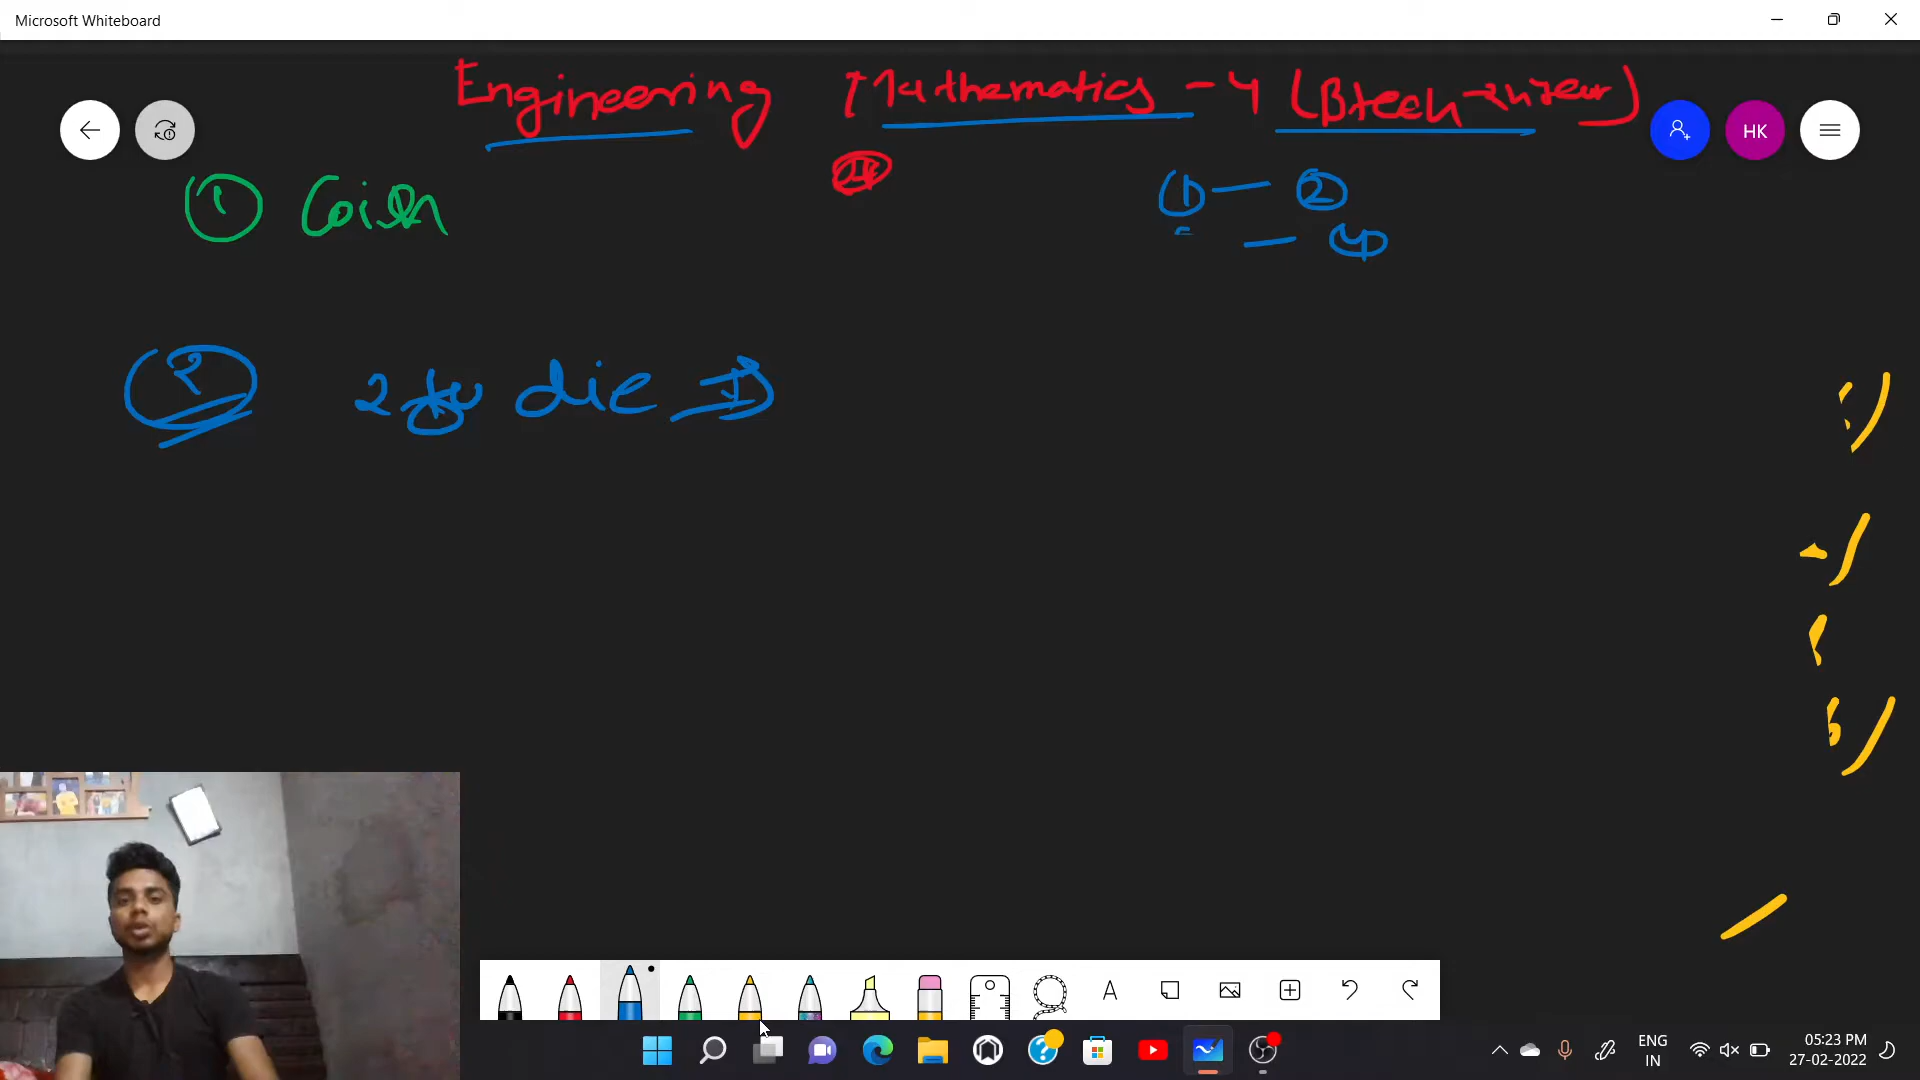 Microsoft Whiteboard
Engineering Mathematics - 4 (Btech - 2nd year)
HK
① Coin
① — ②
— ④
② 2 die
A
ENG
IN
05:23 PM
27-02-2022